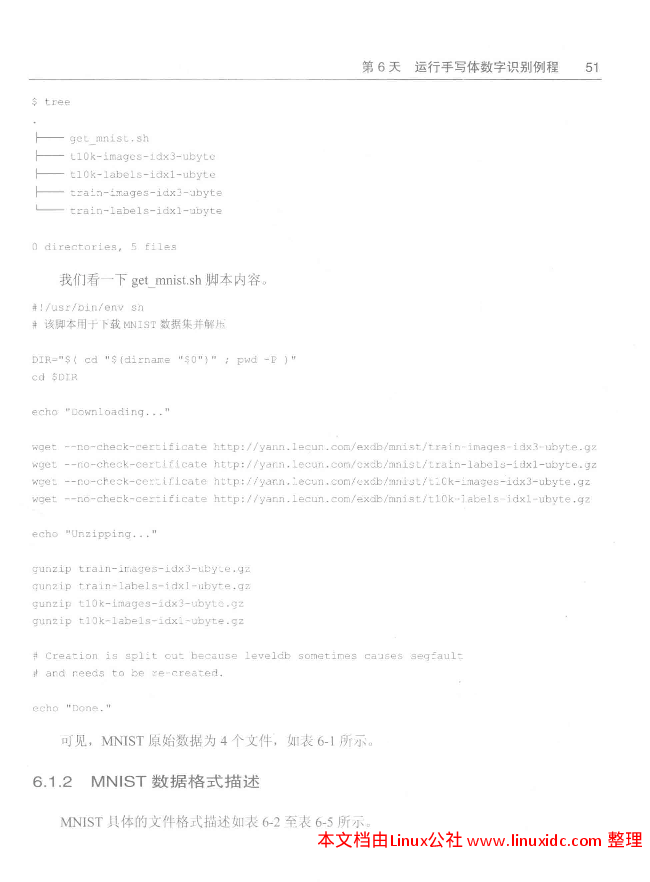 第 6 天 运行手写体数字识别例程 51
$ tree
.
├── get_mnist.sh
├── t10k-images-idx3-ubyte
├── t10k-labels-idx1-ubyte
├── train-images-idx3-ubyte
└── train-labels-idx1-ubyte
0 directories, 5 files
我们看一下 get_mnist.sh 脚本内容。
#!/usr/bin/env sh
# 该脚本用于下载 MNIST 数据集并解压
DIR="$( cd "$(dirname "$0")" ; pwd -P )"
cd $DIR
echo "Downloading..."
wget --no-check-certificate http://yann.lecun.com/exdb/mnist/train-images-idx3-ubyte.gz
wget --no-check-certificate http://yann.lecun.com/exdb/mnist/train-labels-idx1-ubyte.gz
wget --no-check-certificate http://yann.lecun.com/exdb/mnist/t10k-images-idx3-ubyte.gz
wget --no-check-certificate http://yann.lecun.com/exdb/mnist/t10k-labels-idx1-ubyte.gz
echo "Unzipping..."
gunzip train-images-idx3-ubyte.gz
gunzip train-labels-idx1-ubyte.gz
gunzip t10k-images-idx3-ubyte.gz
gunzip t10k-labels-idx1-ubyte.gz
# Creation is split out because leveldb sometimes causes segfault
# and needs to be re-created.
echo "Done."
可见，MNIST 原始数据为 4 个文件，如表 6-1 所示。
6.1.2 MNIST 数据格式描述
MNIST 具体的文件格式描述如表 6-2 至表 6-5 所示。
本文档由Linux公社 www.linuxidc.com 整理